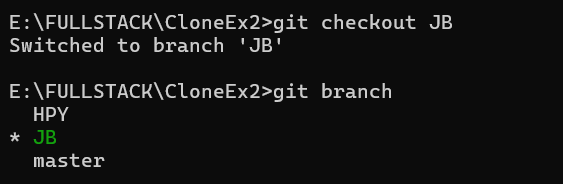 E:\FULLSTACK\CloneEx2>git checkout JB
Switched to branch 'JB'
E:\FULLSTACK\CloneEx2>git branch
  HPY
* JB
  master